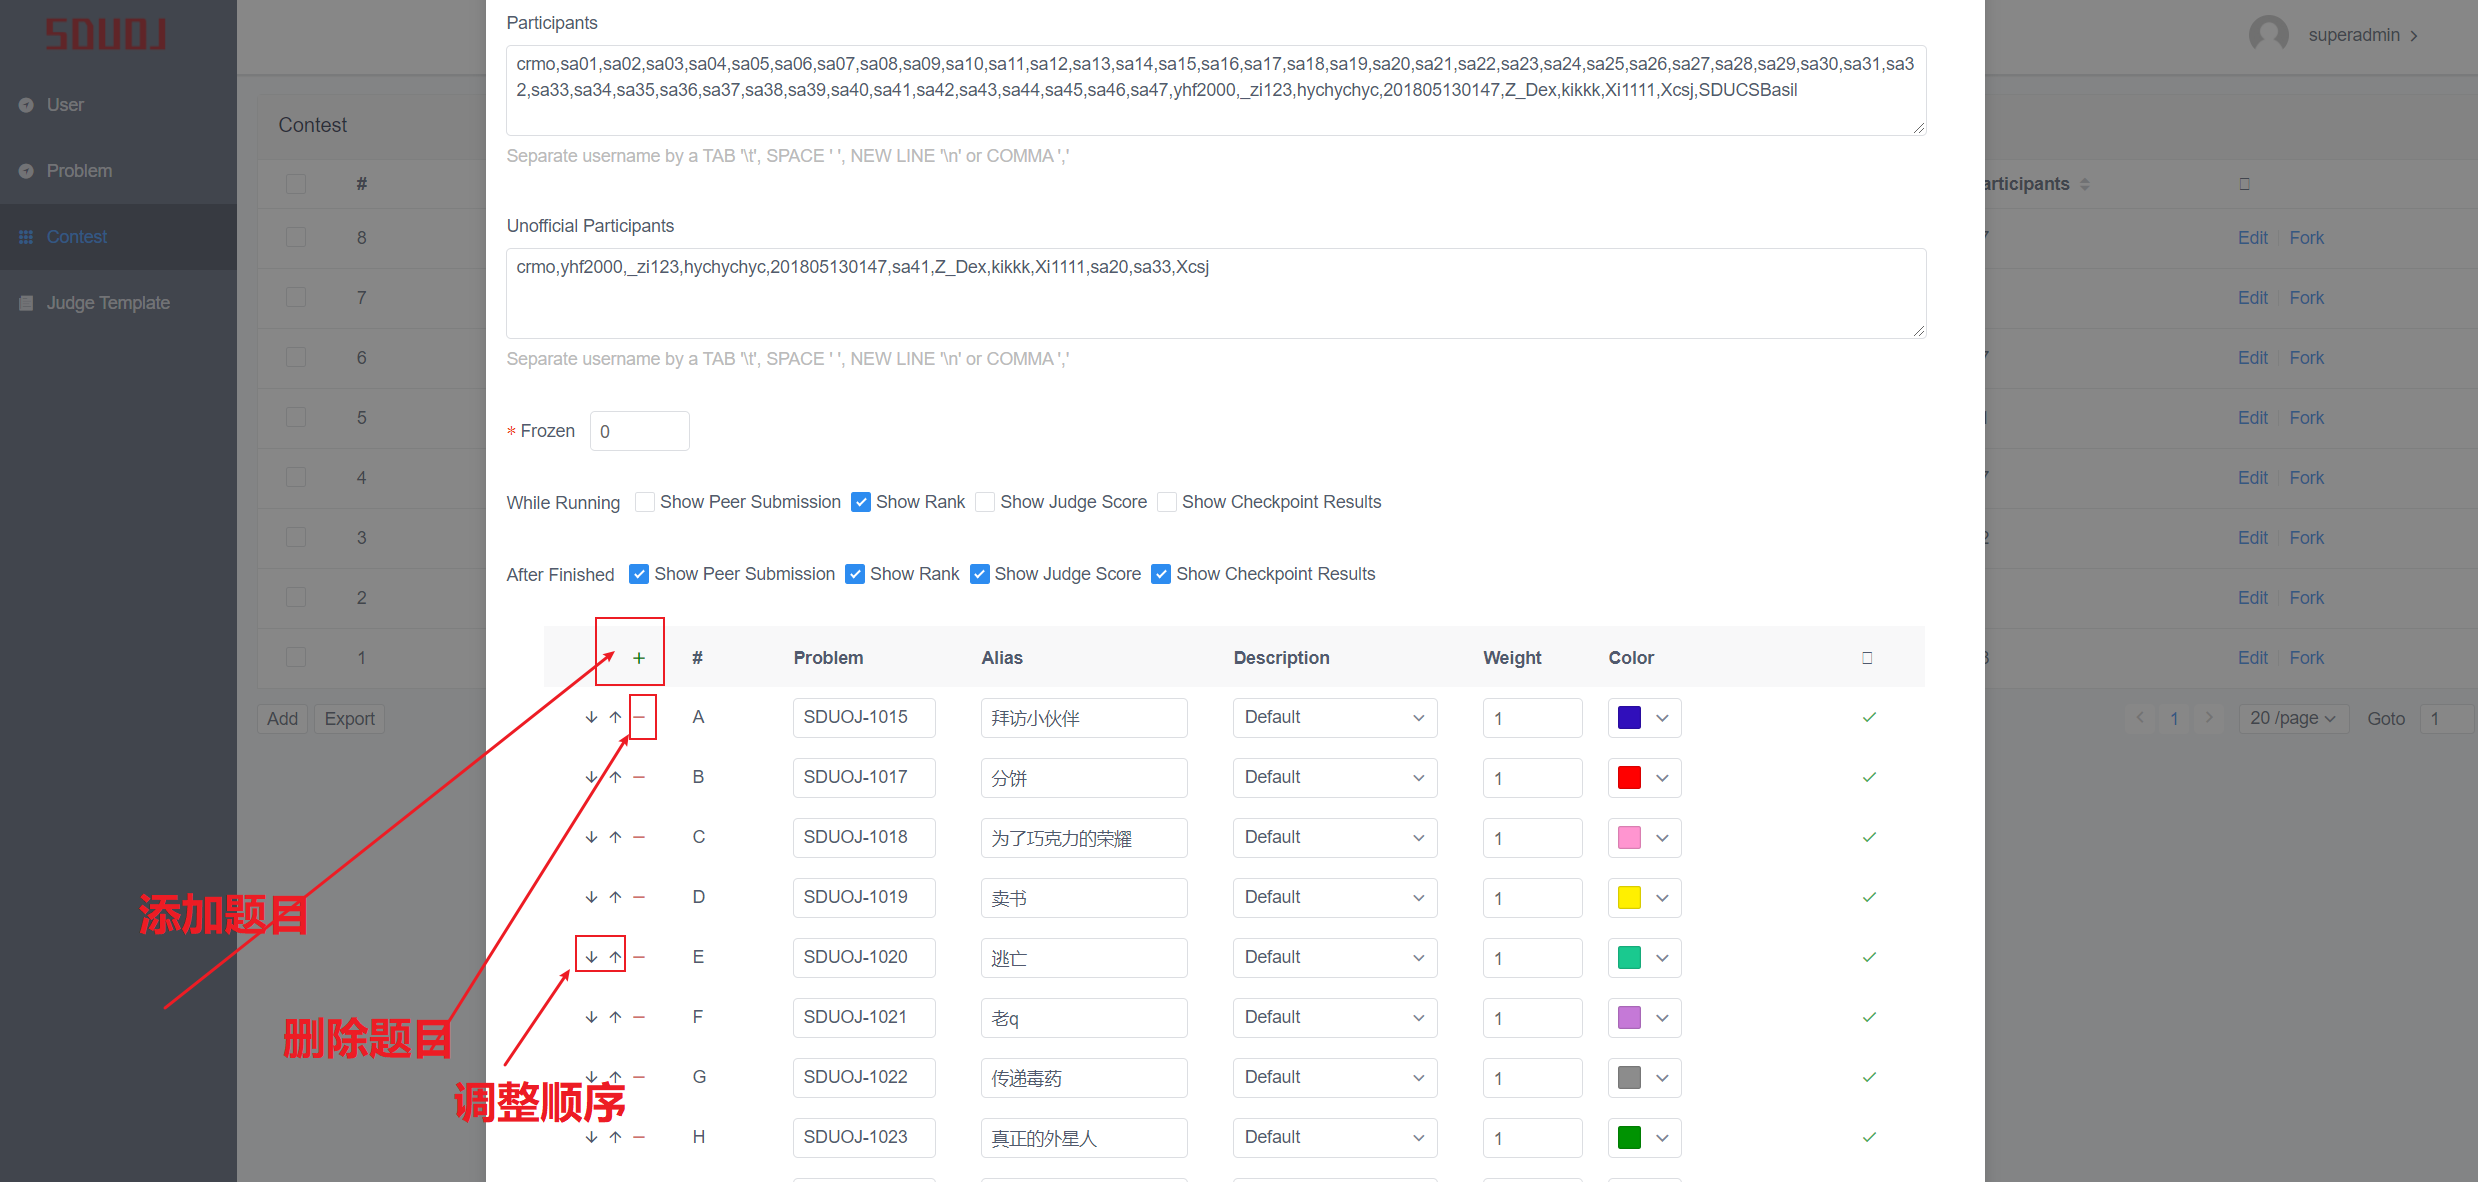 SDUOJ
superadmin
User
Problem
Contest
Judge Template
Contest
#
articipants
8
Edit
Fork
7
Edit
Fork
6
Edit
Fork
5
Edit
Fork
4
Edit
Fork
3
Edit
Fork
2
Edit
Fork
1
Edit
Fork
Add
Export
1
20 /page
Goto
1
Participants
crmo,sa01,sa02,sa03,sa04,sa05,sa06,sa07,sa08,sa09,sa10,sa11,sa12,sa13,sa14,sa15,sa16,sa17,sa18,sa19,sa20,sa21,sa22,sa23,sa24,sa25,sa26,sa27,sa28,sa29,sa30,sa31,sa3
2,sa33,sa34,sa35,sa36,sa37,sa38,sa39,sa40,sa41,sa42,sa43,sa44,sa45,sa46,sa47,yhf2000,_zi123,hychychyc,201805130147,Z_Dex,kikkk,Xi1111,Xcsj,SDUCSBasil
Separate username by a TAB '\t', SPACE ' ', NEW LINE '\n' or COMMA ','
Unofficial Participants
crmo,yhf2000,_zi123,hychychyc,201805130147,sa41,Z_Dex,kikkk,Xi1111,sa20,sa33,Xcsj
Separate username by a TAB '\t', SPACE ' ', NEW LINE '\n' or COMMA ','
* Frozen 0
While Running Show Peer Submission Show Rank Show Judge Score Show Checkpoint Results
After Finished Show Peer Submission Show Rank Show Judge Score Show Checkpoint Results
+ # Problem Alias Description Weight Color
A SDUOJ-1015 拜访小伙伴 Default 1
B SDUOJ-1017 分饼 Default 1
C SDUOJ-1018 为了巧克力的荣耀 Default 1
D SDUOJ-1019 卖书 Default 1
E SDUOJ-1020 逃亡 Default 1
F SDUOJ-1021 老q Default 1
G SDUOJ-1022 传递毒药 Default 1
H SDUOJ-1023 真正的外星人 Default 1
添加题目
删除题目
调整顺序